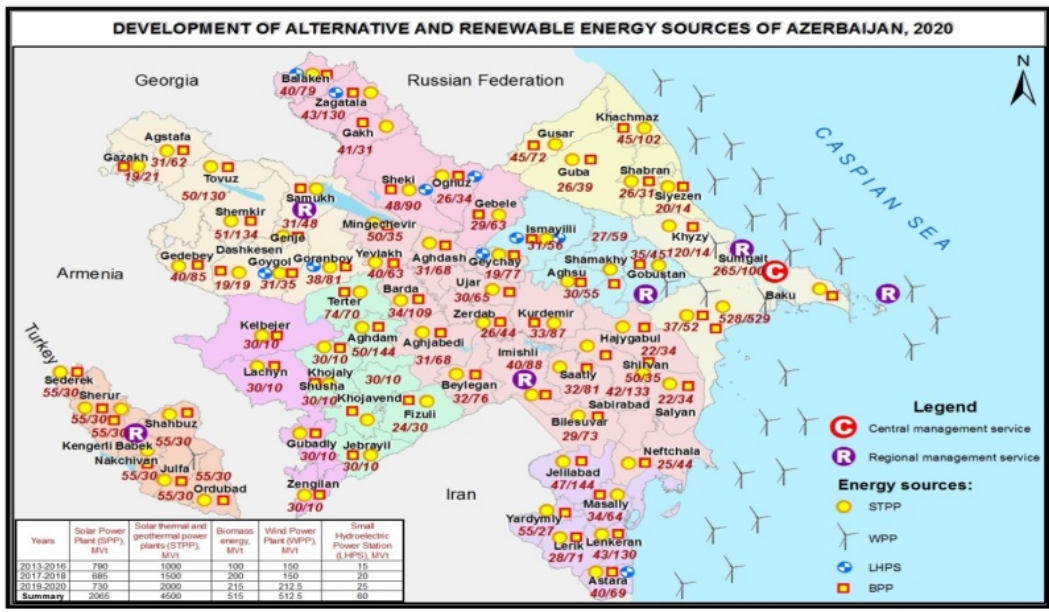 DEVELOPMENT OF ALTERNATIVE AND RENEWABLE ENERGY SOURCES OF AZERBAIJAN, 2020
Georgia
Russian Federation
N
CASPIAN SEA
Balaken
40/79
Zagatala
43/130
Gakh
41/31
Agstafa
31/62
Gazakh
19/21
Tovuz
50/130
Sheki
48/90
Oghuz
26/34
Gebele
29/63
Gusar
45/72
Khachmaz
45/102
Guba
26/39
Shabran
26/31
Siyezen
20/14
Khyzy
120/14
Samukh
R
31/48
Shemkir
51/134
Mingechevir
50/35
Genje
Dashkesen
19/19
Gedebey
40/85
Goygol
31/35
Goranboy
38/81
Yevlakh
40/63
Aghdash
31/68
Geychay
19/77
Ismayilli
31/56
27/59
Shamakhy
35/45
Gobustan
R
Aghsu
30/55
Sumgait
R
C
Baku
R
528/529
37/52
Armenia
Ujar
30/65
Barda
34/109
Terter
74/70
Zerdab
26/44
Kurdemir
33/87
Hajygabul
22/34
Kelbejer
30/10
Aghdam
50/144
30/10
Aghjabedi
31/68
Imishli
40/88
R
Shirvan
50/35
Saatly
32/81
42/133
Sabirabad
22/34
Salyan
Lachyn
30/10
Khojaly
30/10
Shusha
30/10
Khojavend
Beylegan
32/76
Fizuli
24/30
Bilesuvar
29/73
Turkey
Sederek
55/30
Sherur
55/30
55/30
Shahbuz
55/30
Kengerli
Babek
R
Nakchivan
55/30
Julfa
55/30
55/30
Ordubad
Gubadly
30/10
Jebrayil
30/10
Zengilan
30/10
Iran
Neftchala
25/44
Jelilabad
47/144
Masally
34/64
Yardymly
55/27
Lerik
28/71
Lenkeran
43/130
Astara
40/69
Legend
C Central management service
R Regional management service
Energy sources:
STPP
WPP
LHPS
BPP
Years Solar Power Plant (SPP), MVt Solar thermal and geothermal power plants (STPP), MVt Biomass energy, MVt Wind Power Plant (WPP), MVt Small Hydroelectric Power Station (LHPS), MVt
2013-2016 790 1000 100 150 15
2017-2018 685 1500 200 150 20
2019-2020 730 2000 215 212.5 25
Summary 2065 4500 515 512.5 60